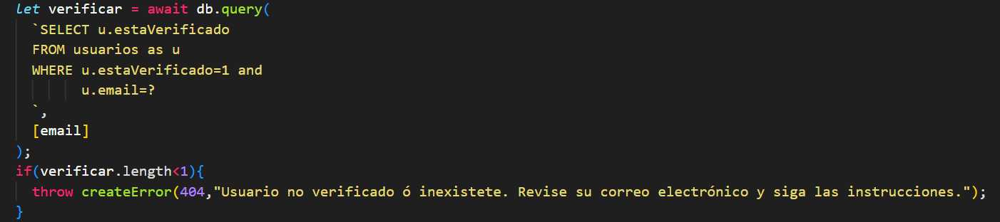 let verificar = await db.query(
`SELECT u.estaVerificado
FROM usuarios as u
WHERE u.estaVerificado=1 and
u.email=?
`,
[email]
);
if(verificar.length<1){
throw createError(404,"Usuario no verificado ó inexistete. Revise su correo electrónico y siga las instrucciones.");
}